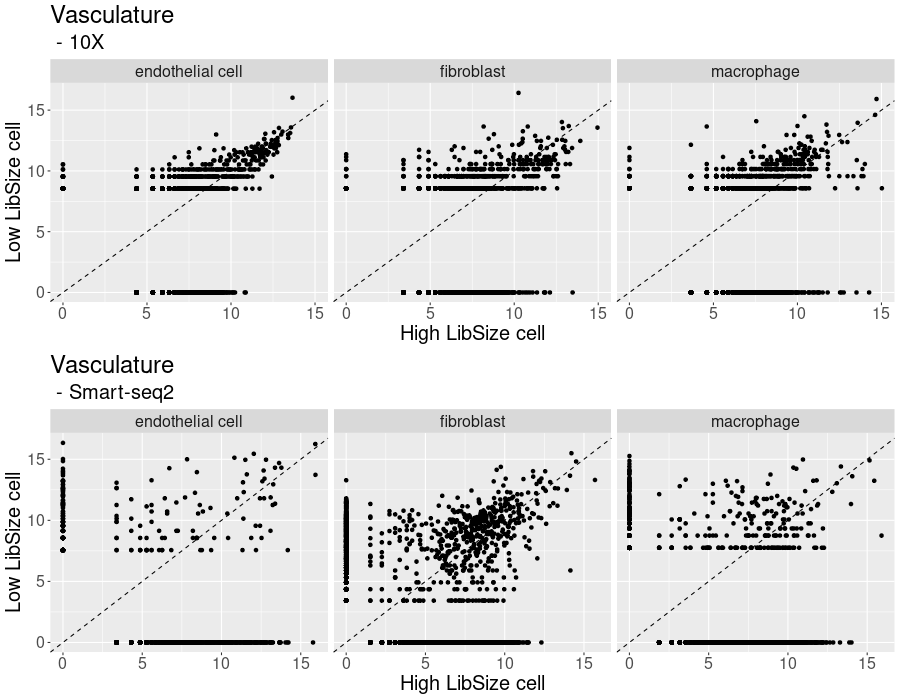 Vasculature
- 10X
endothelial cell fibroblast macrophage
15
10
5
0
Low LibSize cell
0 5 10 15 0 5 10 15 0 5 10 15
High LibSize cell
Vasculature
- Smart-seq2
endothelial cell fibroblast macrophage
15
10
5
0
Low LibSize cell
0 5 10 15 0 5 10 15 0 5 10 15
High LibSize cell